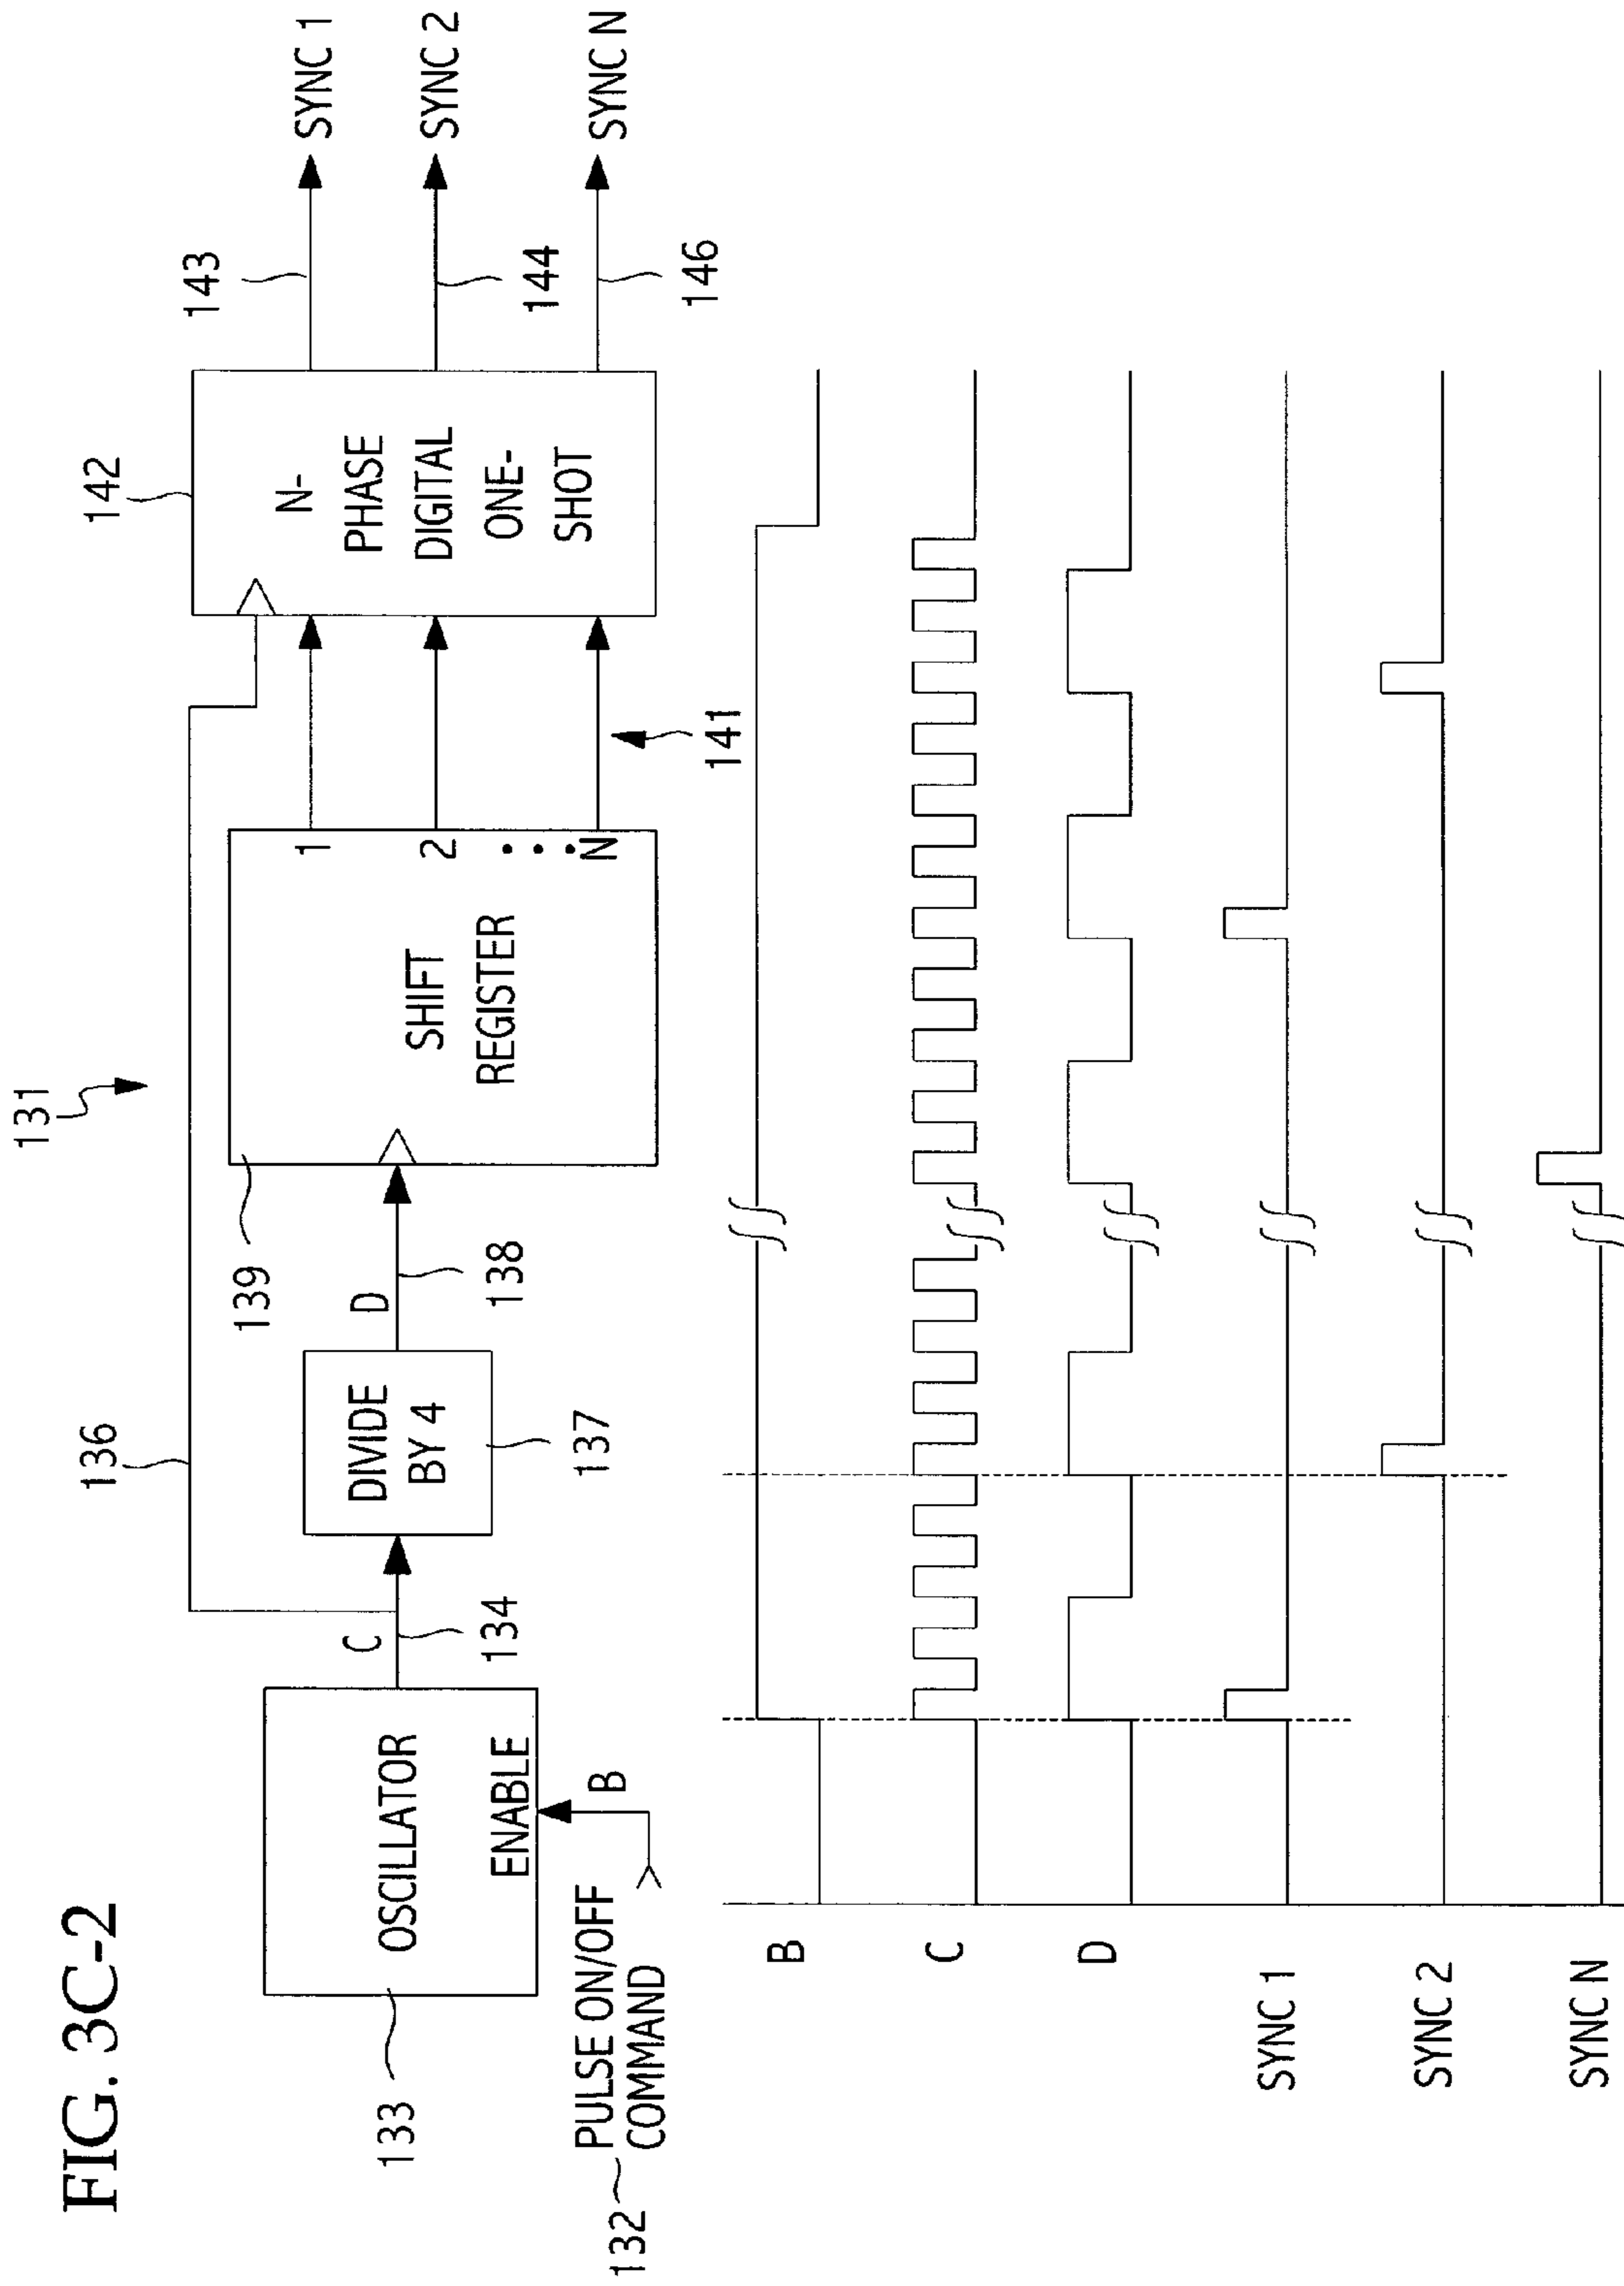 FIG. 3C-2
131
136
133
OSCILLATOR
ENABLE
B
132
PULSE ON/OFF
COMMAND
C
134
DIVIDE
BY 4
137
D
138
139
SHIFT
REGISTER
1
2
N
141
142
N-
PHASE
DIGITAL
ONE-
SHOT
143
SYNC 1
144
SYNC 2
146
SYNC N
B
C
D
SYNC 1
SYNC 2
SYNC N